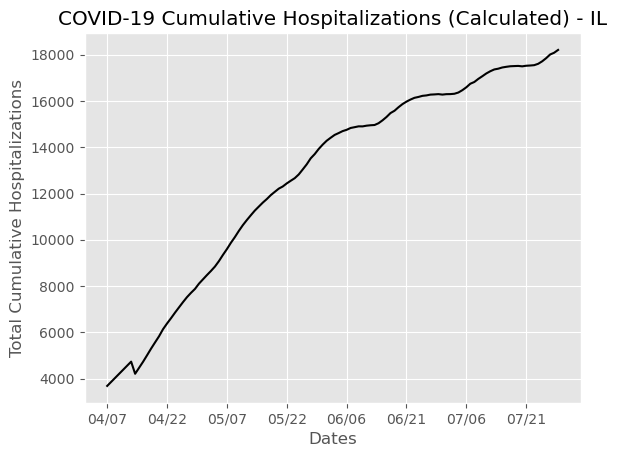 COVID-19 Cumulative Hospitalizations (Calculated) - IL
Total Cumulative Hospitalizations
18000
16000
14000
12000
10000
8000
6000
4000
04/07 04/22 05/07 05/22 06/06 06/21 07/06 07/21
Dates